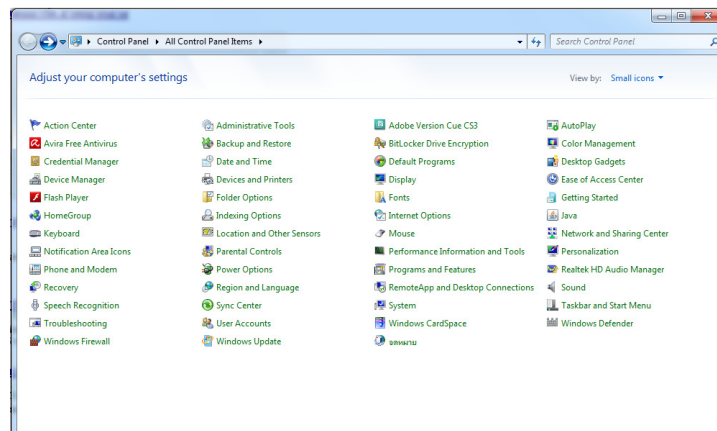 Control Panel All Control Panel Items Search Control Panel
Adjust your computer's settings View by: Small icons
Action Center Administrative Tools Adobe Version Cue CS3 AutoPlay
Avira Free Antivirus Backup and Restore BitLocker Drive Encryption Color Management
Credential Manager Date and Time Default Programs Desktop Gadgets
Device Manager Devices and Printers Display Ease of Access Center
Flash Player Folder Options Fonts Getting Started
HomeGroup Indexing Options Internet Options Java
Keyboard Location and Other Sensors Mouse Network and Sharing Center
Notification Area Icons Parental Controls Performance Information and Tools Personalization
Phone and Modem Power Options Programs and Features Realtek HD Audio Manager
Recovery Region and Language RemoteApp and Desktop Connections Sound
Speech Recognition Sync Center System Taskbar and Start Menu
Troubleshooting User Accounts Windows CardSpace Windows Defender
Windows Firewall Windows Update จดหมาย